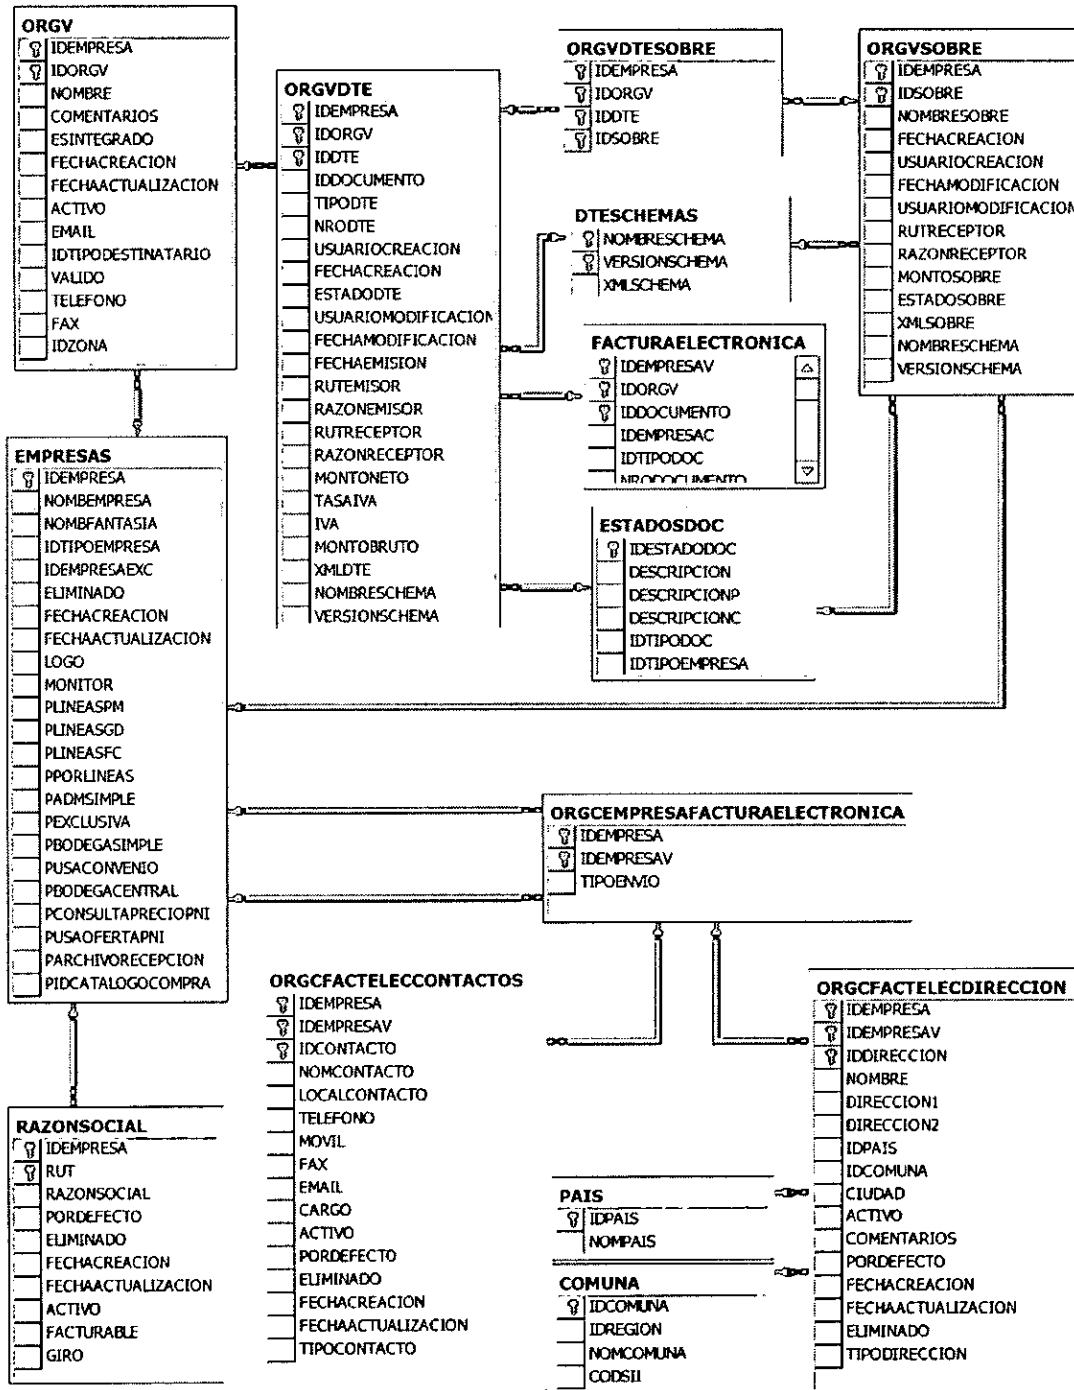 ORGV
IDEMPRESA
IDORGV
NOMBRE
COMENTARIOS
ESINTEGRADO
FECHACREACION
FECHAACTUALIZACION
ACTIVO
EMAIL
IDTIPODESTINATARIO
VALIDO
TELEFONO
FAX
IDZONA
ORGVDTE
IDEMPRESA
IDORGV
IDDTE
IDDOCUMENTO
TIPODTE
NRODTE
USUARIOCREACION
FECHACREACION
ESTADODTE
USUARIOMODIFICACION
FECHAMODIFICACION
FECHAEMISION
RUTEMISOR
RAZONEMISOR
RUTRECEPTOR
RAZONRECEPTOR
MONTONETO
TASAIVA
IVA
MONTOBRUTO
XMLDTE
NOMBRESCHEMA
VERSIONSCHEMA
ORGVDTESOBRE
IDEMPRESA
IDORGV
IDDTE
IDSOBRE
ORGVSOBRE
IDEMPRESA
IDSOBRE
NOMBRESOBRE
FECHACREACION
USUARIOCREACION
FECHAMODIFICACION
USUARIOMODIFICACION
RUTRECEPTOR
RAZONRECEPTOR
MONTOSOBRE
ESTADOSOBRE
XMLSOBRE
NOMBRESCHEMA
VERSIONSCHEMA
DTESCHEMAS
NOMBRESCHEMA
VERSIONSCHEMA
XMLSCHEMA
FACTURAELECTRONICA
IDEMPRESAV
IDORGV
IDDOCUMENTO
IDEMPRESAC
IDTIPODOC
NRODOCUMENTO
ESTADOSDOC
IDESTADODOC
DESCRIPCION
DESCRIPCIONP
DESCRIPCIONC
IDTIPODOC
IDTIPOEMPRESA
EMPRESAS
IDEMPRESA
NOMBEMPRESA
NOMBFANTASIA
IDTIPOEMPRESA
IDEMPRESAEXC
ELIMINADO
FECHACREACION
FECHAACTUALIZACION
LOGO
MONITOR
PLINEASPM
PLINEASGD
PLINEASFC
PPORLINEAS
PADMSIMPLE
PEXCLUSIVA
PBODEGASIMPLE
PUSACONVENIO
PBODEGACENTRAL
PCONSULTAPRECIOPNI
PUSAOFERTAPNI
PARCHIVORECEPCION
PIDCATALOGOCOMPRA
ORGCEMPRESAFACTURAELECTRONICA
IDEMPRESA
IDEMPRESAV
TIPOENVIO
ORGCFACTELECCONTACTOS
IDEMPRESA
IDEMPRESAV
IDCONTACTO
NOMCONTACTO
LOCALCONTACTO
TELEFONO
MOVIL
FAX
EMAIL
CARGO
ACTIVO
PORDEFECTO
ELIMINADO
FECHACREACION
FECHAACTUALIZACION
TIPOCONTACTO
ORGCFACTELECDIRECCION
IDEMPRESA
IDEMPRESAV
IDDIRECCION
NOMBRE
DIRECCION1
DIRECCION2
IDPAIS
IDCOMUNA
CIUDAD
ACTIVO
COMENTARIOS
PORDEFECTO
FECHACREACION
FECHAACTUALIZACION
ELIMINADO
TIPODIRECCION
RAZONSOCIAL
IDEMPRESA
RUT
RAZONSOCIAL
PORDEFECTO
ELIMINADO
FECHACREACION
FECHAACTUALIZACION
ACTIVO
FACTURABLE
GIRO
PAIS
IDPAIS
NOMPAIS
COMUNA
IDCOMUNA
IDREGION
NOMCOMUNA
CODSII